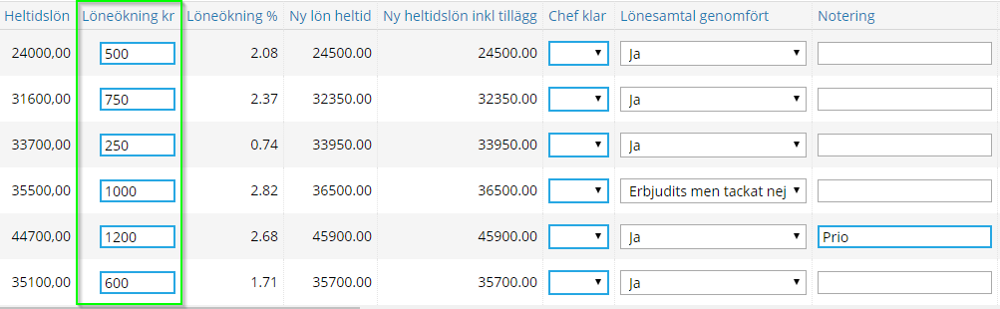 Heltidslön Löneökning kr Löneökning % Ny lön heltid Ny heltidslön inkl tillägg Chef klar Lönesamtal genomfört Notering
24000,00 500 2.08 24500.00 24500.00 Ja
31600,00 750 2.37 32350.00 32350.00 Ja
33700,00 250 0.74 33950.00 33950.00 Ja
35500,00 1000 2.82 36500.00 36500.00 Erbjudits men tackat nej
44700,00 1200 2.68 45900.00 45900.00 Ja Prio
35100,00 600 1.71 35700.00 35700.00 Ja